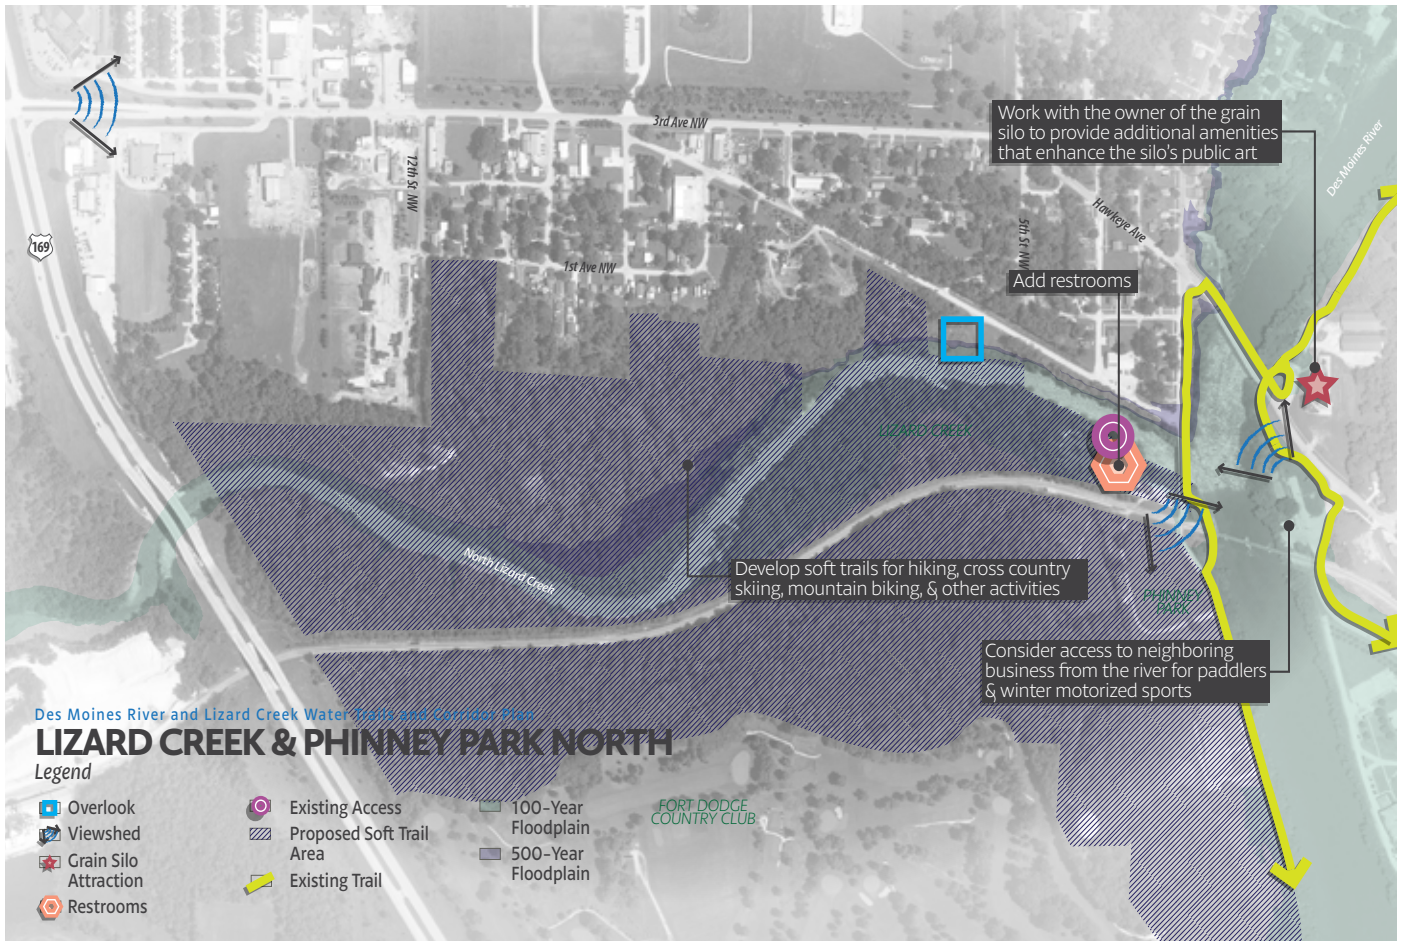 Work with the owner of the grain
silo to provide additional amenities
that enhance the silo's public art
Des Moines River
3rd Ave NW
12th St NW
169
1st Ave NW
5th St NW
Hawkeye Ave
Add restrooms
LIZARD CREEK
North Lizard Creek
Develop soft trails for hiking, cross country
skiing, mountain biking, & other activities
PHINNEY
PARK
Consider access to neighboring
business from the river for paddlers
& winter motorized sports
Des Moines River and Lizard Creek Water Trails and Corridor Plan
LIZARD CREEK & PHINNEY PARK NORTH
Legend
Overlook
Viewshed
Grain Silo
Attraction
Restrooms
Existing Access
Proposed Soft Trail
Area
Existing Trail
100-Year
Floodplain
500-Year
Floodplain
FORT DODGE
COUNTRY CLUB